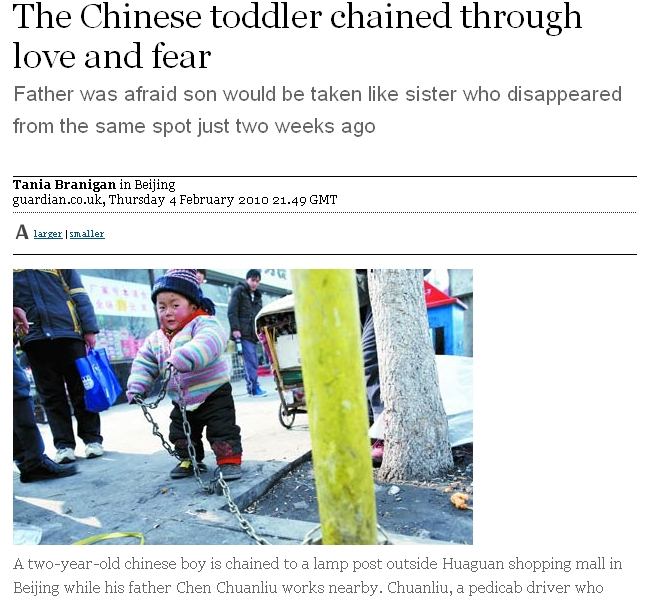 The Chinese toddler chained through
love and fear
Father was afraid son would be taken like sister who disappeared
from the same spot just two weeks ago
Tania Branigan in Beijing
guardian.co.uk, Thursday 4 February 2010 21.49 GMT
A larger | smaller
A two-year-old chinese boy is chained to a lamp post outside Huaguan shopping mall in
Beijing while his father Chen Chuanliu works nearby. Chuanliu, a pedicab driver who